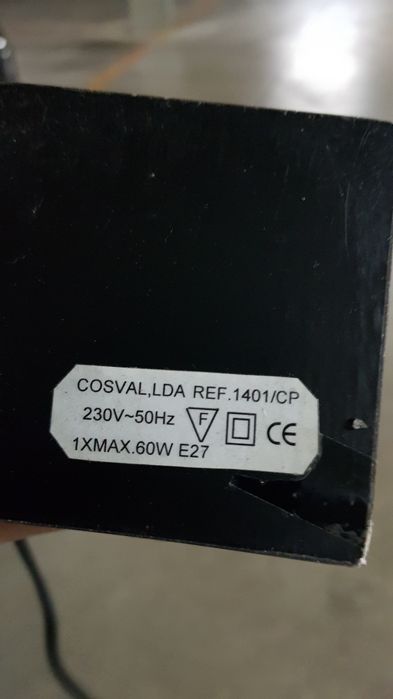 COSVAL,LDA REF.1401/CP
230V~50Hz F CE
1XMAX.60W E27